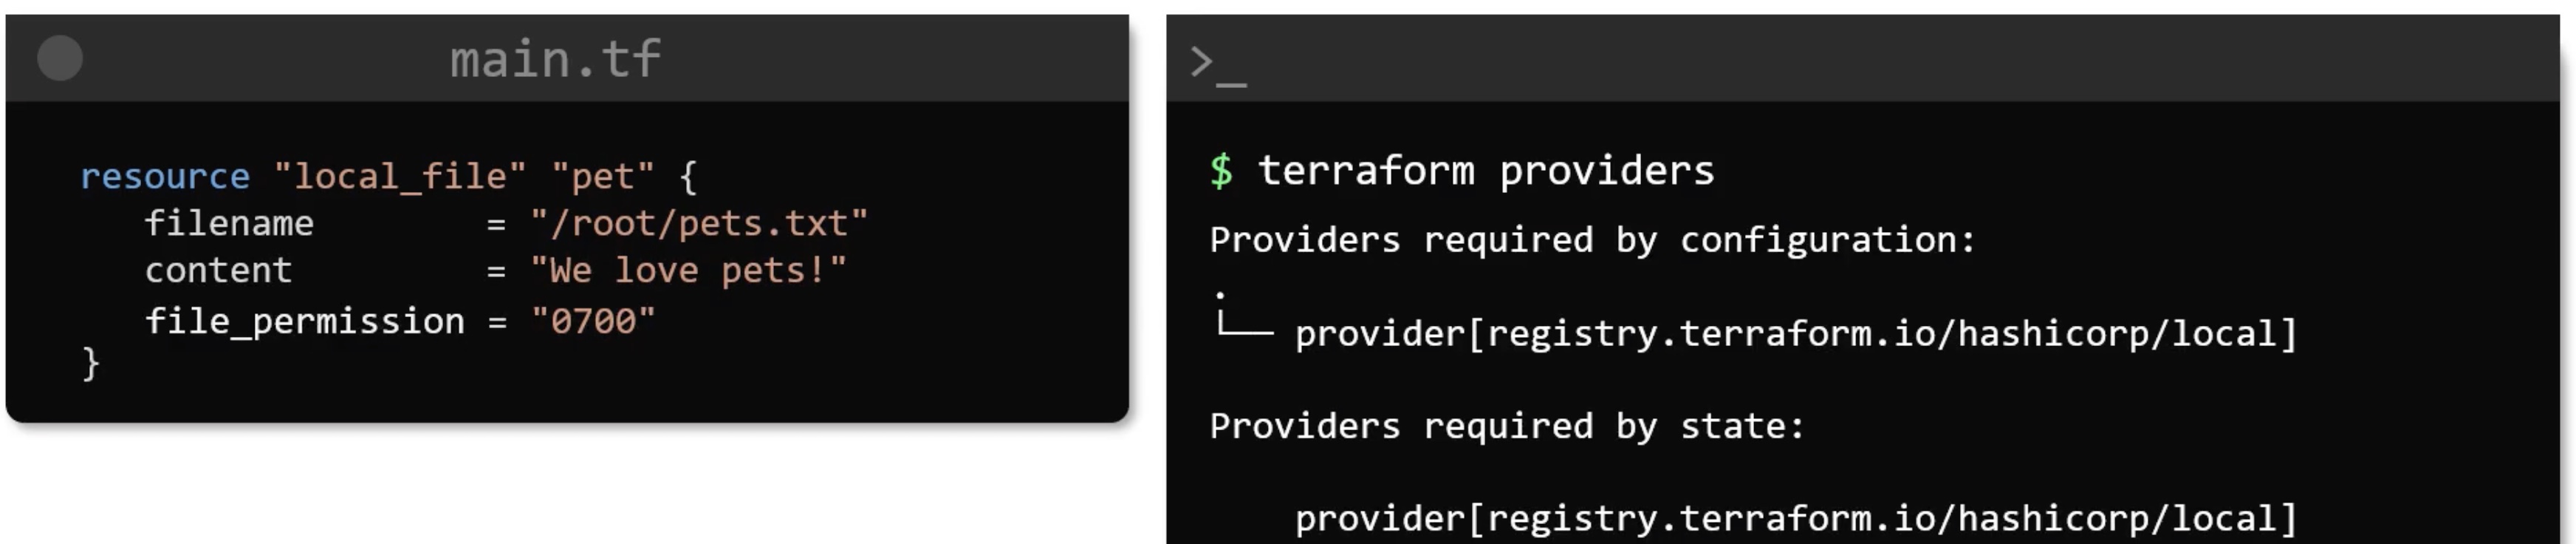 main.tf
resource "local_file" "pet" {
filename = "/root/pets.txt"
content = "We love pets!"
file_permission = "0700"
}
>_
$ terraform providers
Providers required by configuration:
.
└── provider[registry.terraform.io/hashicorp/local]
Providers required by state:
provider[registry.terraform.io/hashicorp/local]